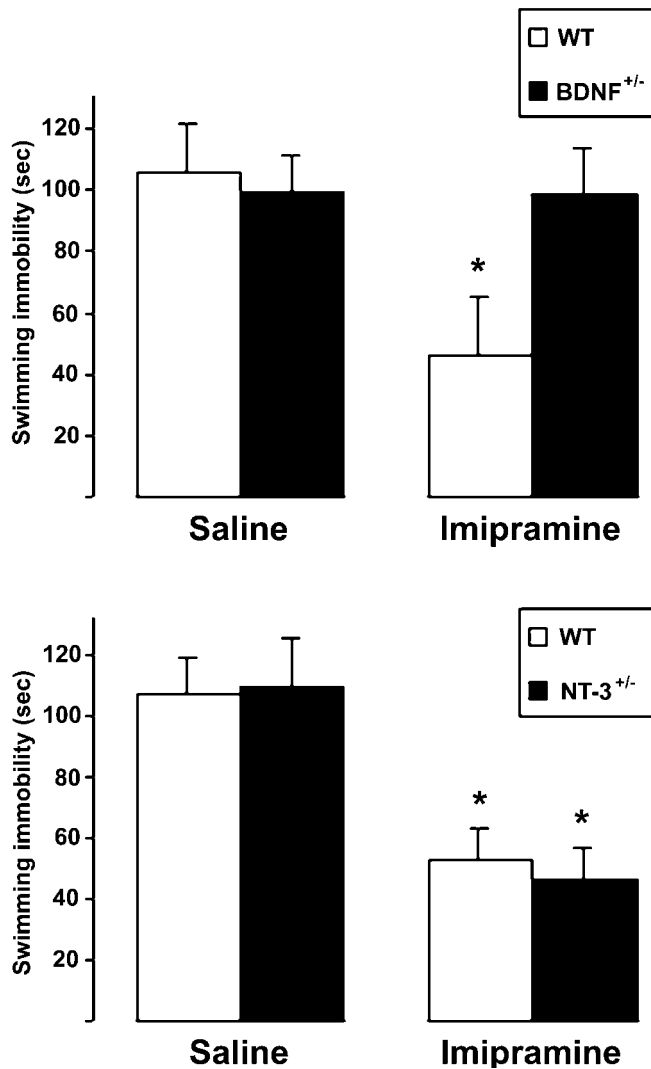 WT
BDNF+/-
Swimming immobility (sec)
120
100
80
60
40
20
*
Saline
Imipramine
WT
NT-3+/-
Swimming immobility (sec)
120
100
80
60
40
20
*
*
Saline
Imipramine